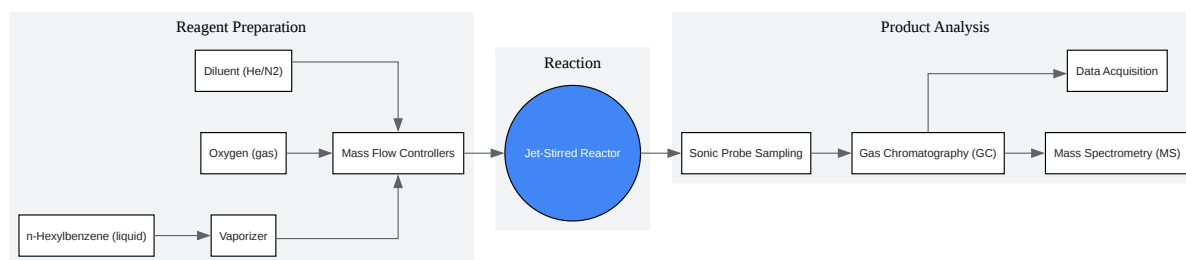 Reagent Preparation
Diluent (He/N2)
Oxygen (gas)
Mass Flow Controllers
n-Hexylbenzene (liquid)
Vaporizer
Reaction
Jet-Stirred Reactor
Product Analysis
Data Acquisition
Sonic Probe Sampling
Gas Chromatography (GC)
Mass Spectrometry (MS)